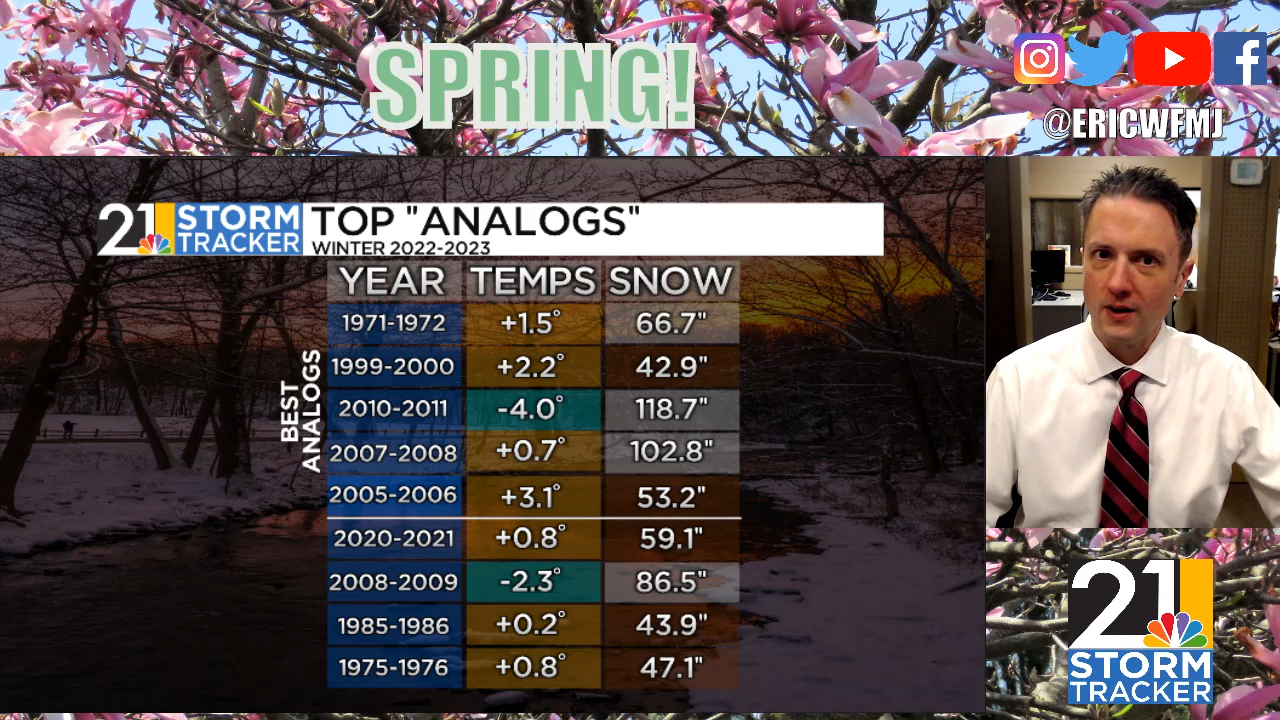 SPRING!
@ERICWFMJ
21 STORM TRACKER
TOP "ANALOGS"
WINTER 2022-2023
YEAR TEMPS SNOW
BEST ANALOGS
1971-1972 +1.5° 66.7"
1999-2000 +2.2° 42.9"
2010-2011 -4.0° 118.7"
2007-2008 +0.7° 102.8"
2005-2006 +3.1° 53.2"
2020-2021 +0.8° 59.1"
2008-2009 -2.3° 86.5"
1985-1986 +0.2° 43.9"
1975-1976 +0.8° 47.1"
21
STORM
TRACKER